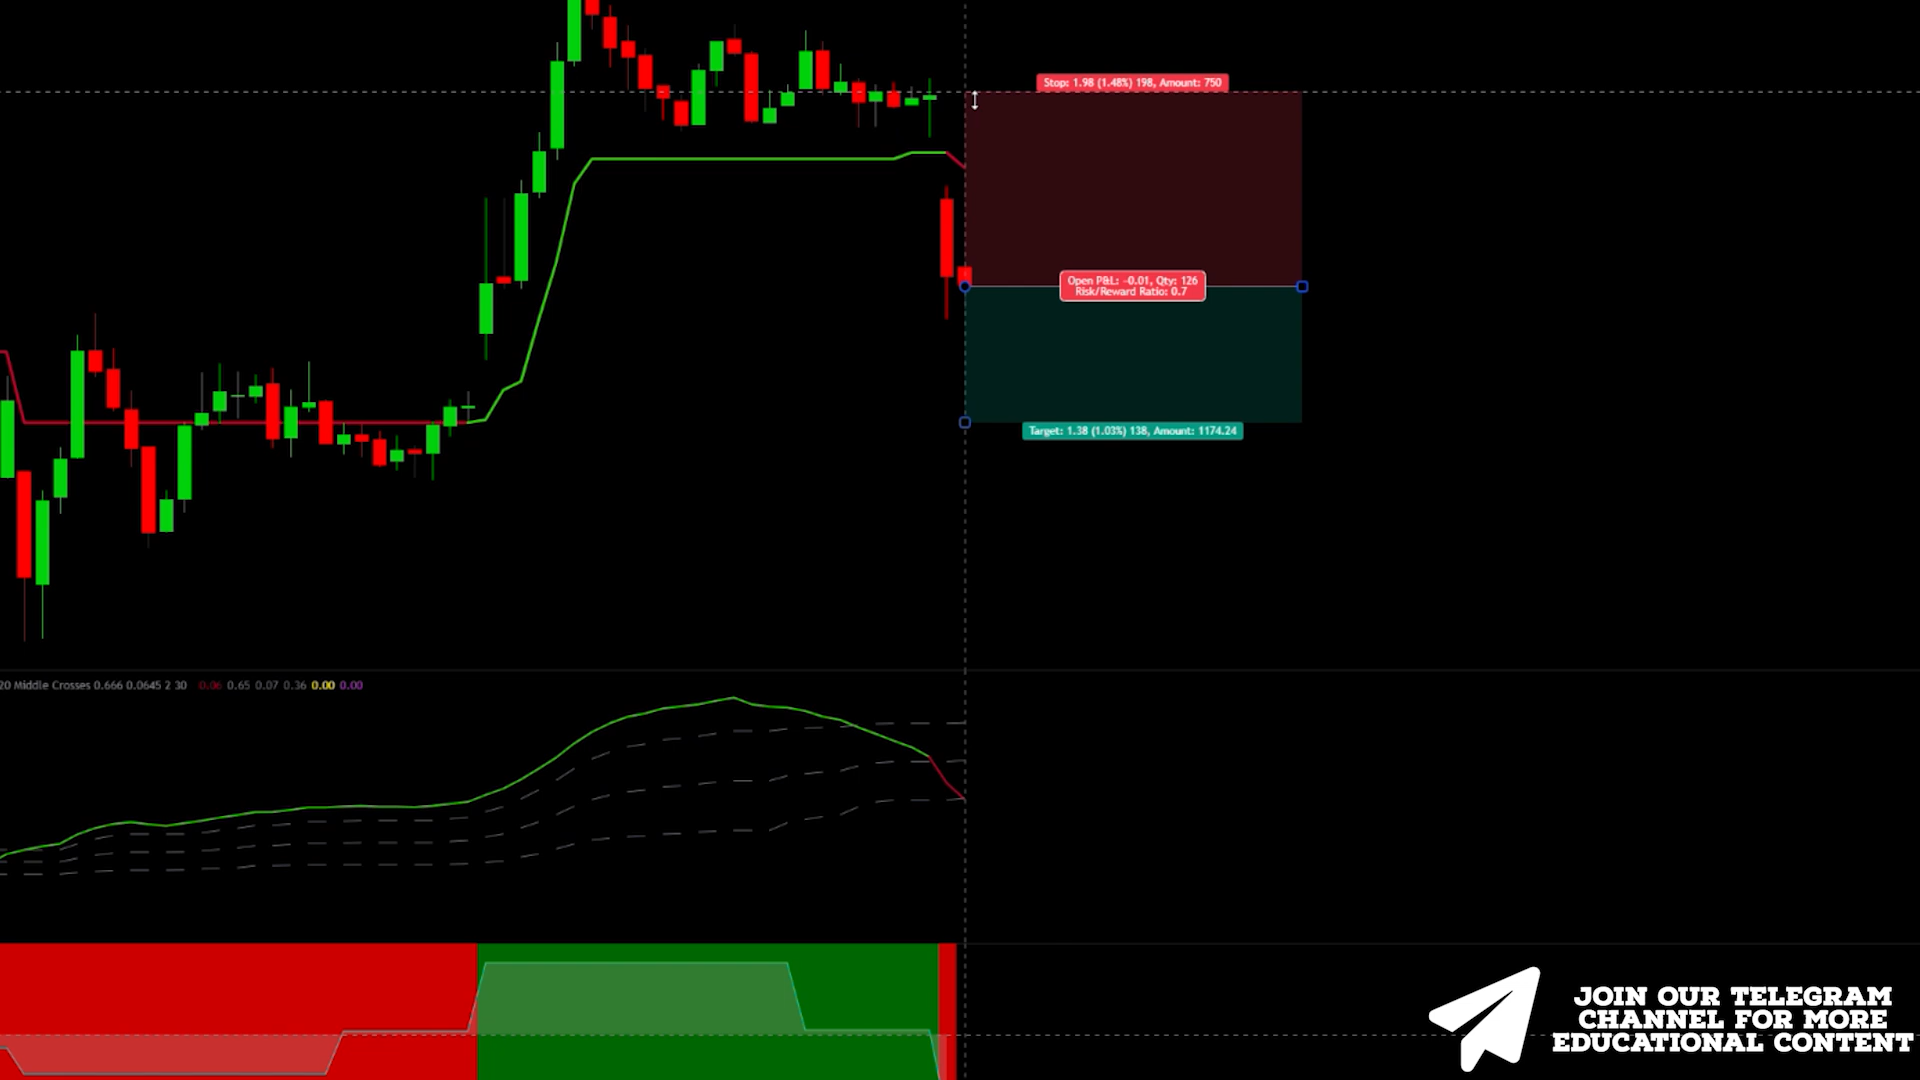 Stop: 1.98 (1.48%) 198, Amount: 750
Open P&L: -0.01, Qty: 126
Risk/Reward Ratio: 0.7
Target: 1.38 (1.03%) 138, Amount: 1174.24
20 Middle Crosses 0.666 0.0645 2 30 -0.06 0.65 0.07 0.36 0.00 0.00
JOIN OUR TELEGRAM
CHANNEL FOR MORE
EDUCATIONAL CONTENT